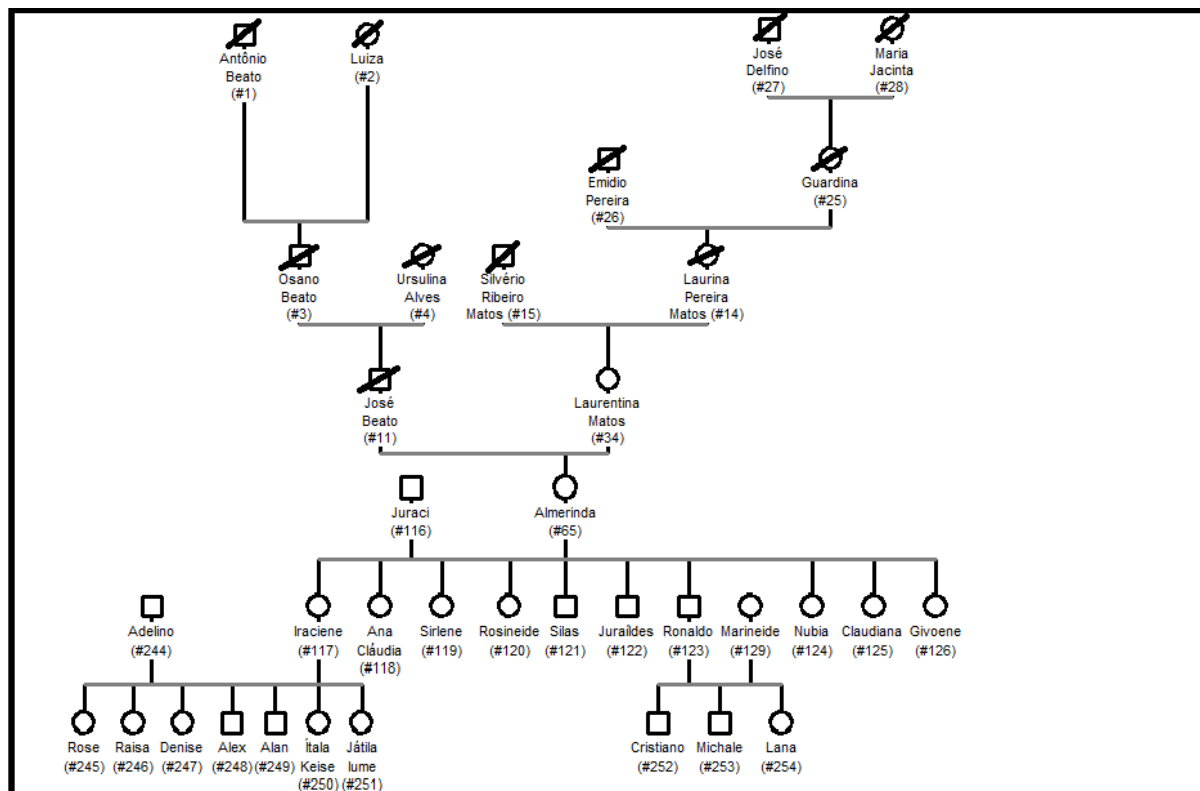 Antônio
Beato
(#1)
Luiza
(#2)
José
Delfino
(#27)
Maria
Jacinta
(#28)
Emidio
Pereira
(#26)
Guardina
(#25)
Osano
Beato
(#3)
Ursulina
Alves
(#4)
Silvério
Ribeiro
Matos (#15)
Laurina
Pereira
Matos (#14)
José
Beato
(#11)
Laurentina
Matos
(#34)
Juraci
(#116)
Almerinda
(#65)
Adelino
(#244)
Iraciene
(#117)
Ana
Cláudia
(#118)
Sirlene
(#119)
Rosineide
(#120)
Silas
(#121)
Juraíldes
(#122)
Ronaldo
(#123)
Marineide
(#129)
Nubia
(#124)
Claudiana
(#125)
Givoene
(#126)
Rose
(#245)
Raisa
(#246)
Denise
(#247)
Alex
(#248)
Alan
(#249)
Ítala
Keise
(#250)
Játila
Iume
(#251)
Cristiano
(#252)
Michale
(#253)
Lana
(#254)